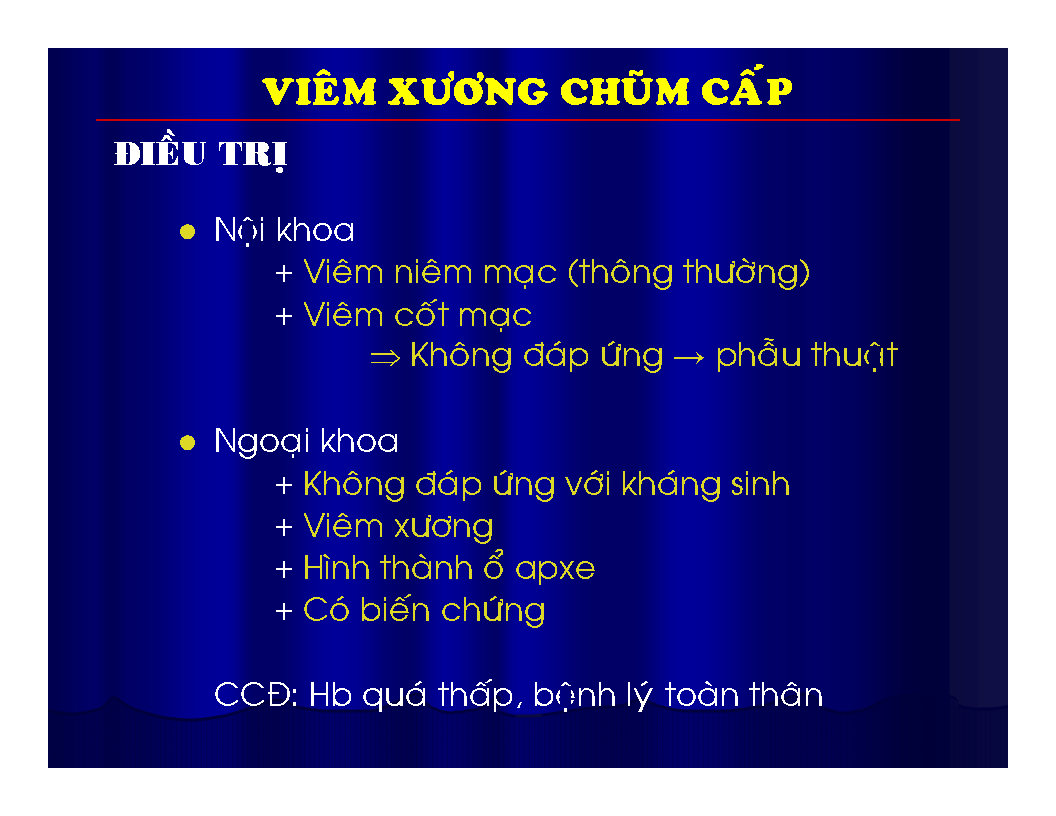 VIÊM XƯƠNG CHŨM CẤP
ĐIỀU TRỊ
● Nội khoa
+ Viêm niêm mạc (thông thường)
+ Viêm cốt mạc
⇒ Không đáp ứng → phẫu thuật
● Ngoại khoa
+ Không đáp ứng với kháng sinh
+ Viêm xương
+ Hình thành ổ apxe
+ Có biến chứng
CCĐ: Hb quá thấp, bệnh lý toàn thân